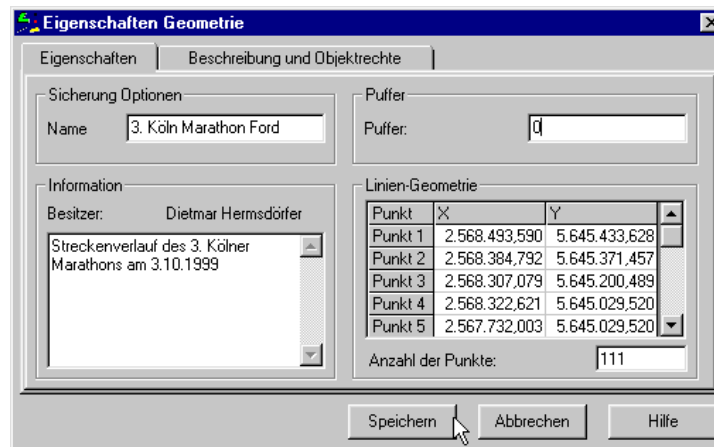 Eigenschaften Geometrie
Eigenschaften
Beschreibung und Objektrechte
Sicherung Optionen
Name
3. Köln Marathon Ford
Puffer
Puffer:
0
Information
Besitzer: Dietmar Hermsdörfer
Streckenverlauf des 3. Kölner
Marathons am 3.10.1999
Linien-Geometrie
Punkt X Y
Punkt 1 2.568.493,590 5.645.433,628
Punkt 2 2.568.384,792 5.645.371,457
Punkt 3 2.568.307,079 5.645.200,489
Punkt 4 2.568.322,621 5.645.029,520
Punkt 5 2.567.732,003 5.645.029,520
Anzahl der Punkte: 111
Speichern
Abbrechen
Hilfe